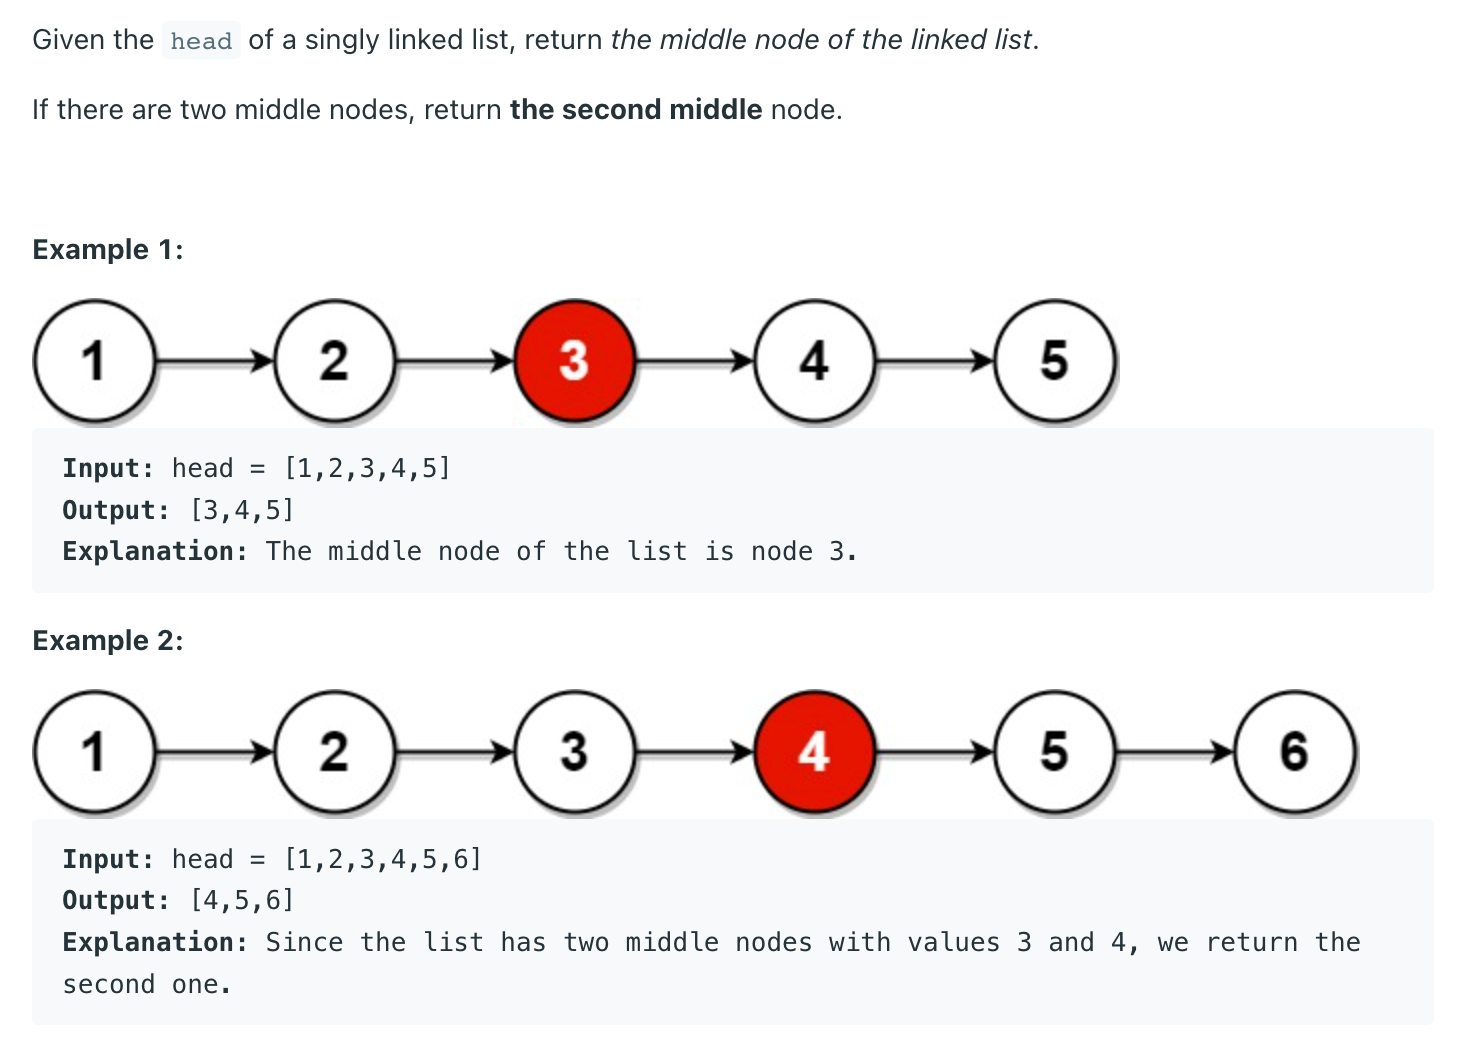 Given the head of a singly linked list, return the middle node of the linked list.
If there are two middle nodes, return the second middle node.
Example 1:
1 2 3 4 5
Input: head = [1,2,3,4,5]
Output: [3,4,5]
Explanation: The middle node of the list is node 3.
Example 2:
1 2 3 4 5 6
Input: head = [1,2,3,4,5,6]
Output: [4,5,6]
Explanation: Since the list has two middle nodes with values 3 and 4, we return the
second one.